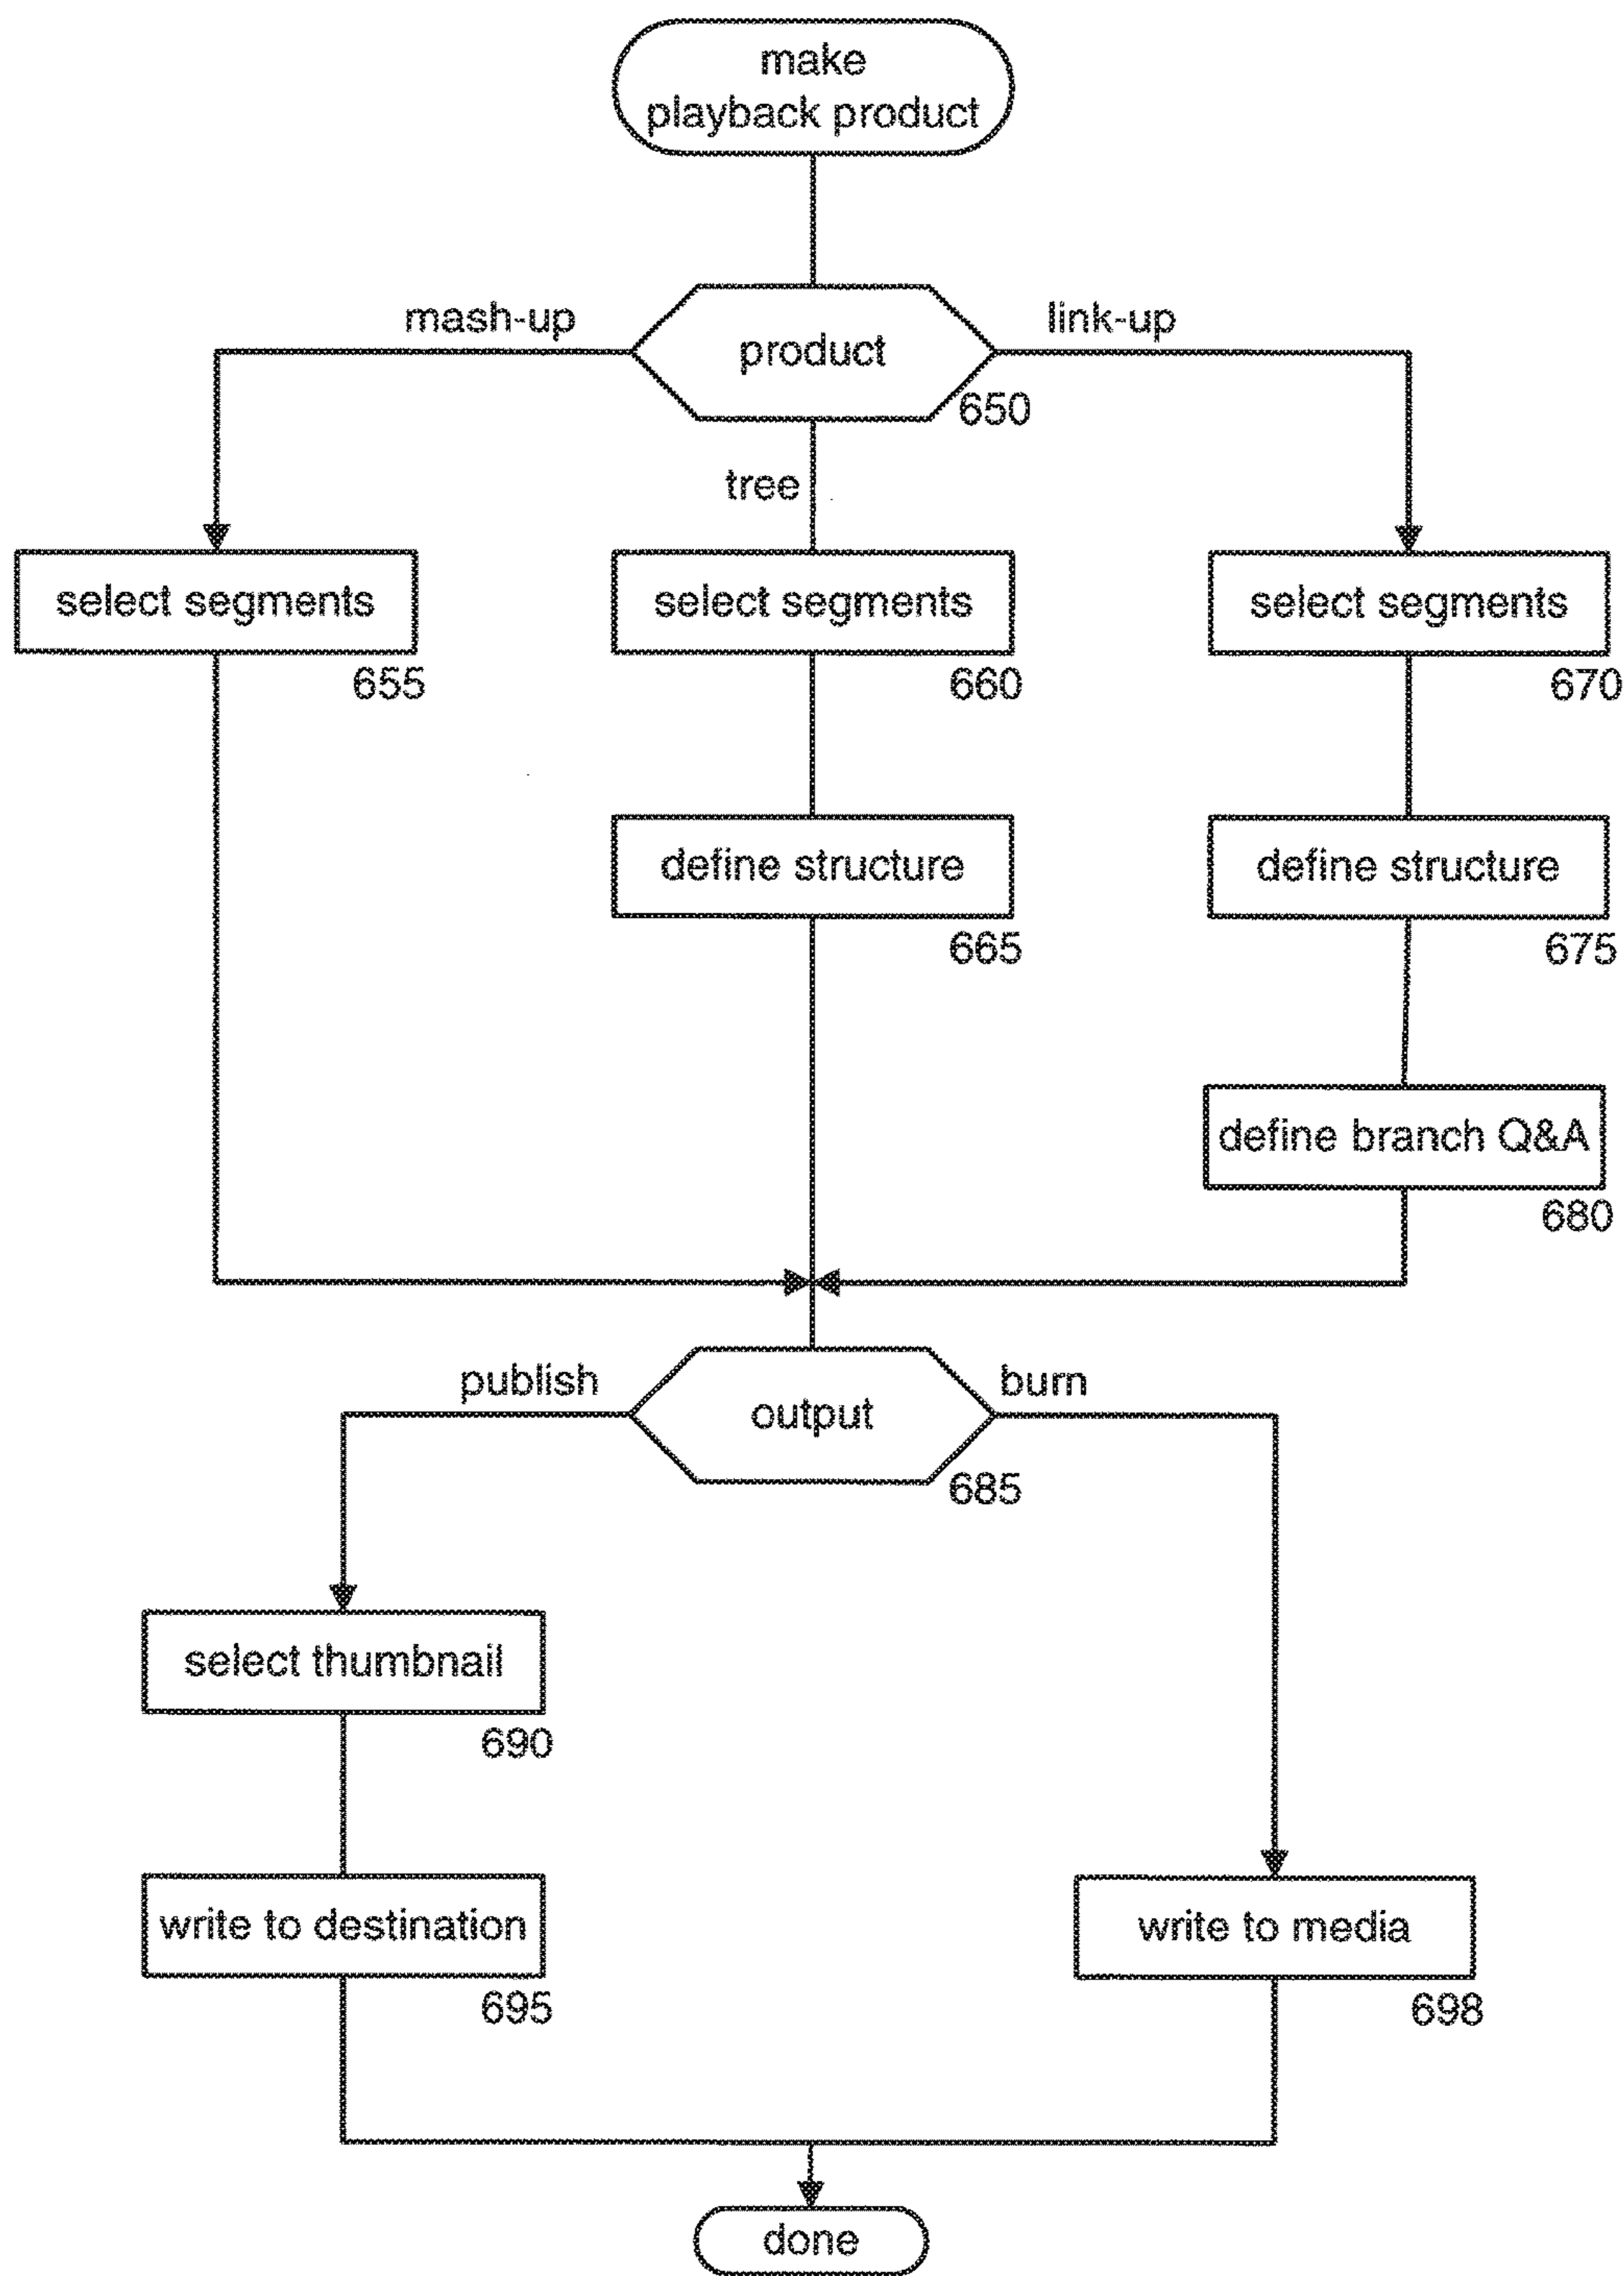 make
playback product
mash-up
link-up
product
650
tree
select segments
select segments
select segments
655
660
670
define structure
define structure
665
675
define branch Q&A
680
publish
burn
output
685
select thumbnail
690
write to destination
write to media
695
698
done